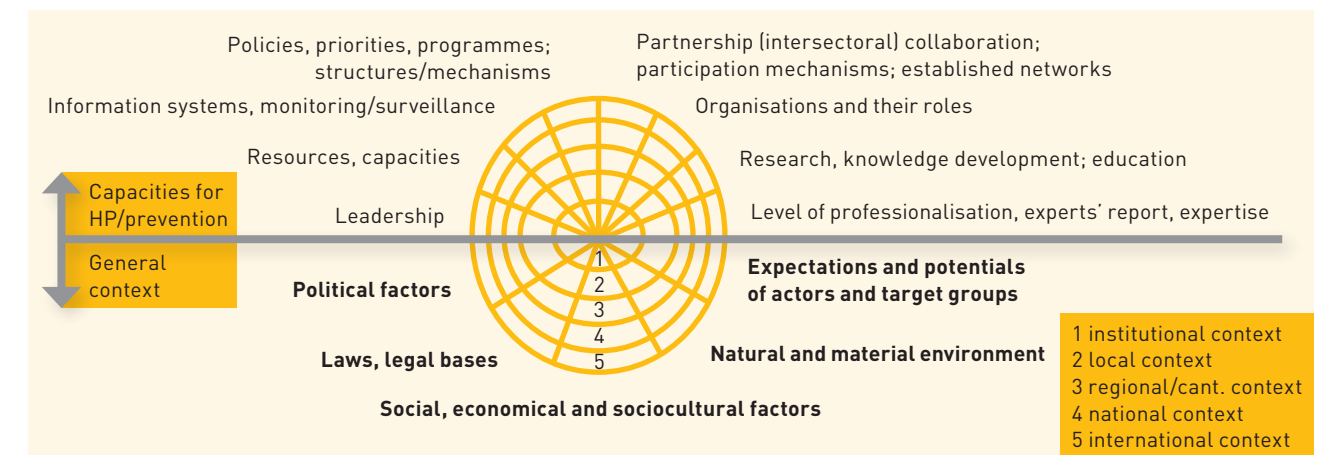 Policies, priorities, programmes;
structures/mechanisms
Partnership (intersectoral) collaboration;
participation mechanisms; established networks
Information systems, monitoring/surveillance
Organisations and their roles
Resources, capacities
Research, knowledge development; education
Capacities for
HP/prevention
Leadership
Level of professionalisation, experts’ report, expertise
General
context
Political factors
Expectations and potentials
of actors and target groups
Laws, legal bases
Natural and material environment
Social, economical and sociocultural factors
1
2
3
4
5
1 institutional context
2 local context
3 regional/cant. context
4 national context
5 international context